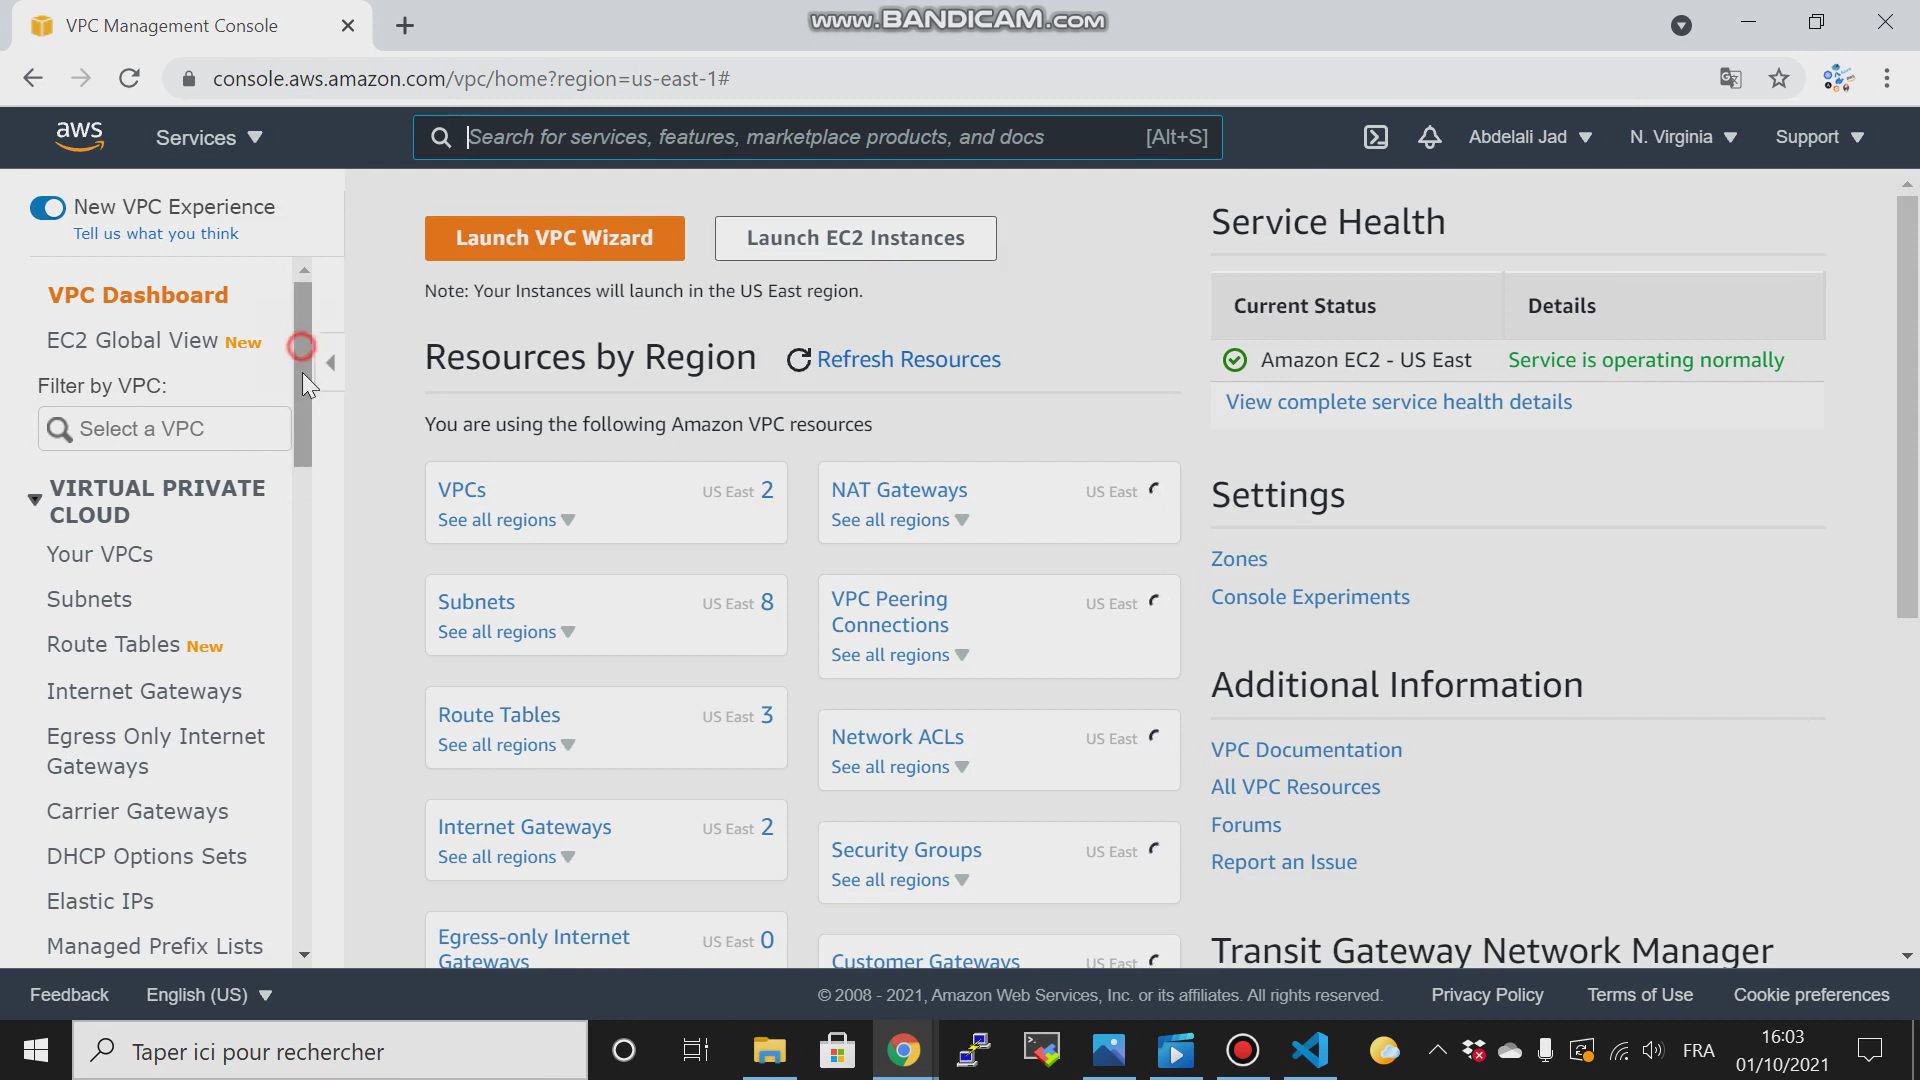 VPC Management Console
www.BANDICAM.com
console.aws.amazon.com/vpc/home?region=us-east-1#
aws
Services
Search for services, features, marketplace products, and docs
[Alt+S]
Abdelali Jad
N. Virginia
Support
New VPC Experience
Tell us what you think
VPC Dashboard
EC2 Global View New
Filter by VPC:
Select a VPC
VIRTUAL PRIVATE
CLOUD
Your VPCs
Subnets
Route Tables New
Internet Gateways
Egress Only Internet
Gateways
Carrier Gateways
DHCP Options Sets
Elastic IPs
Managed Prefix Lists
Launch VPC Wizard
Launch EC2 Instances
Note: Your Instances will launch in the US East region.
Resources by Region
Refresh Resources
You are using the following Amazon VPC resources
VPCs
US East 2
See all regions
Subnets
US East 8
See all regions
Route Tables
US East 3
See all regions
Internet Gateways
US East 2
See all regions
Egress-only Internet
Gateways
US East 0
NAT Gateways
US East
See all regions
VPC Peering
Connections
US East
See all regions
Network ACLs
US East
See all regions
Security Groups
US East
See all regions
Customer Gateways
US East
Service Health
Current Status
Details
Amazon EC2 - US East
Service is operating normally
View complete service health details
Settings
Zones
Console Experiments
Additional Information
VPC Documentation
All VPC Resources
Forums
Report an Issue
Transit Gateway Network Manager
Feedback
English (US)
© 2008 - 2021, Amazon Web Services, Inc. or its affiliates. All rights reserved.
Privacy Policy
Terms of Use
Cookie preferences
Taper ici pour rechercher
FRA
16:03
01/10/2021